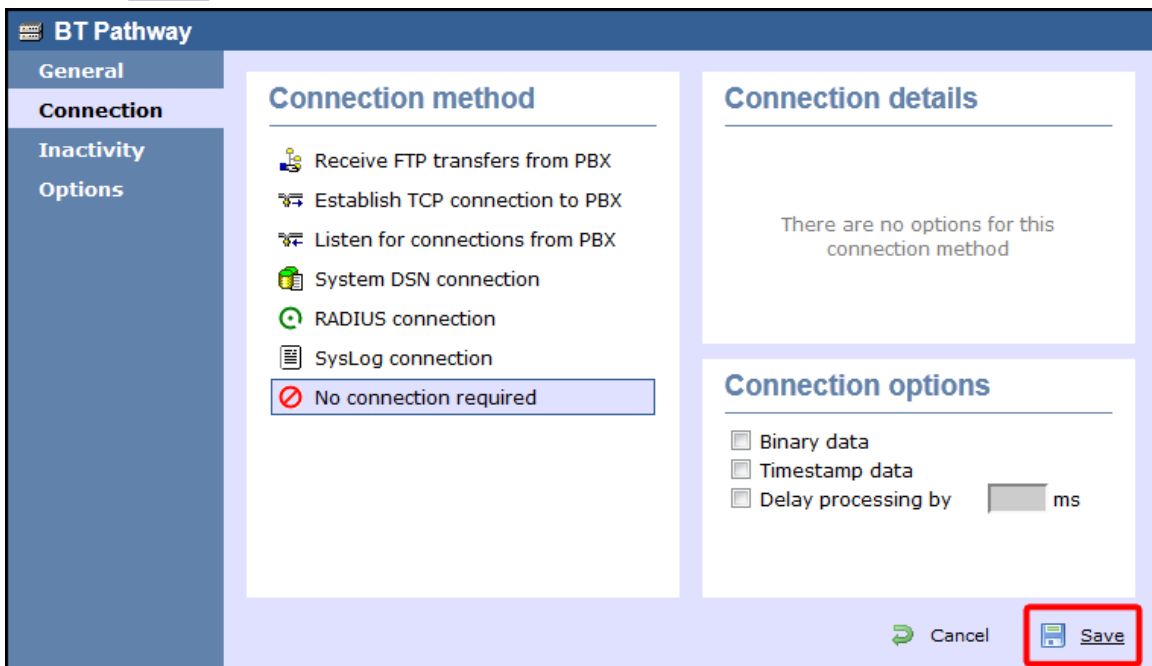 BT Pathway
General
Connection
Inactivity
Options
Connection method
Receive FTP transfers from PBX
Establish TCP connection to PBX
Listen for connections from PBX
System DSN connection
RADIUS connection
SysLog connection
No connection required
Connection details
There are no options for this
connection method
Connection options
Binary data
Timestamp data
Delay processing by ms
Cancel
Save